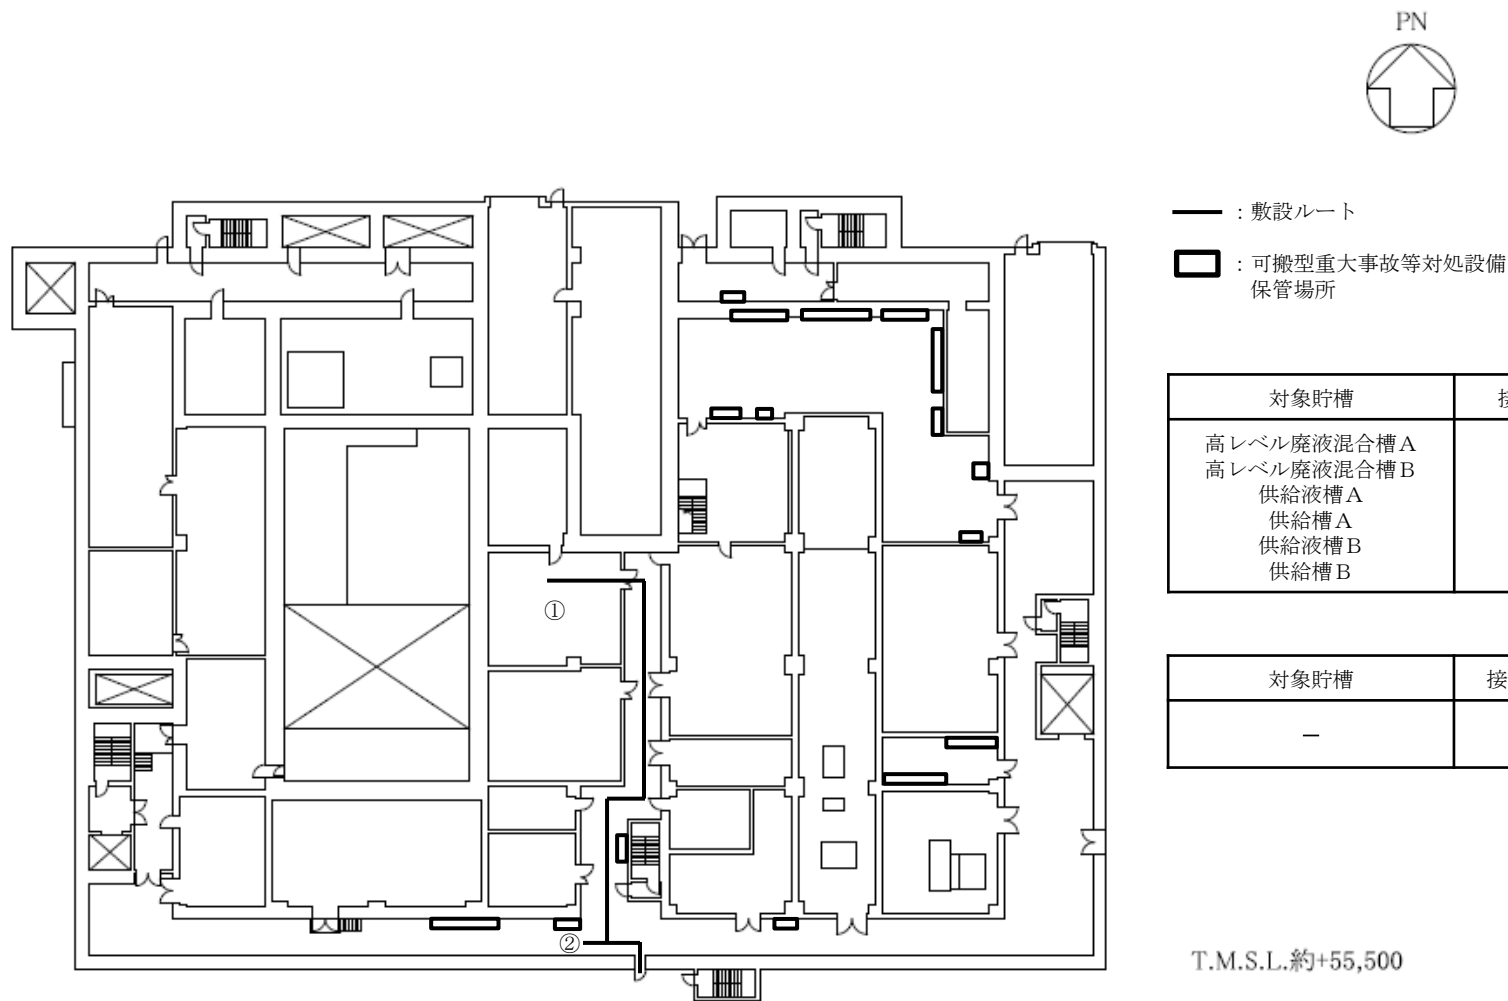 PN
：敷設ルート
：可搬型重大事故等対処設備
保管場所
対象貯槽
接
高レベル廃液混合槽A
高レベル廃液混合槽B
供給液槽A
供給槽A
供給液槽B
供給槽B
対象貯槽
接
－
①
②
T.M.S.L.約+55,500